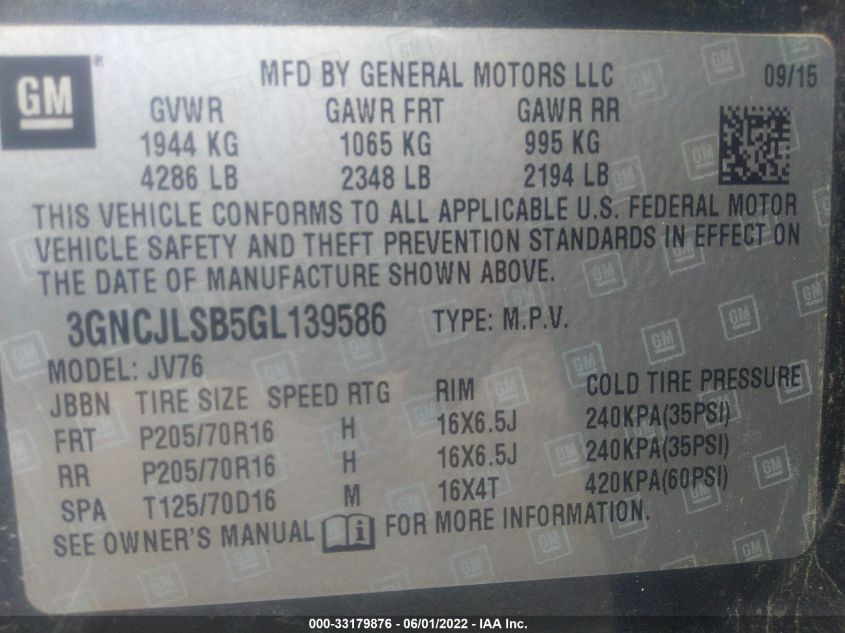 GM
MFD BY GENERAL MOTORS LLC 09/15
GVWR GAWR FRT GAWR RR
1944 KG 1065 KG 995 KG
4286 LB 2348 LB 2194 LB
THIS VEHICLE CONFORMS TO ALL APPLICABLE U.S. FEDERAL MOTOR
VEHICLE SAFETY AND THEFT PREVENTION STANDARDS IN EFFECT ON
THE DATE OF MANUFACTURE SHOWN ABOVE.
3GNCJLSB5GL139586 TYPE: M.P.V.
MODEL: JV76
JBBN TIRE SIZE SPEED RTG RIM COLD TIRE PRESSURE
FRT P205/70R16 H 16X6.5J 240KPA(35PSI)
RR P205/70R16 H 16X6.5J 240KPA(35PSI)
SPA T125/70D16 M 16X4T 420KPA(60PSI)
SEE OWNER'S MANUAL i FOR MORE INFORMATION.
000-33179876 - 06/01/2022 - IAA Inc.